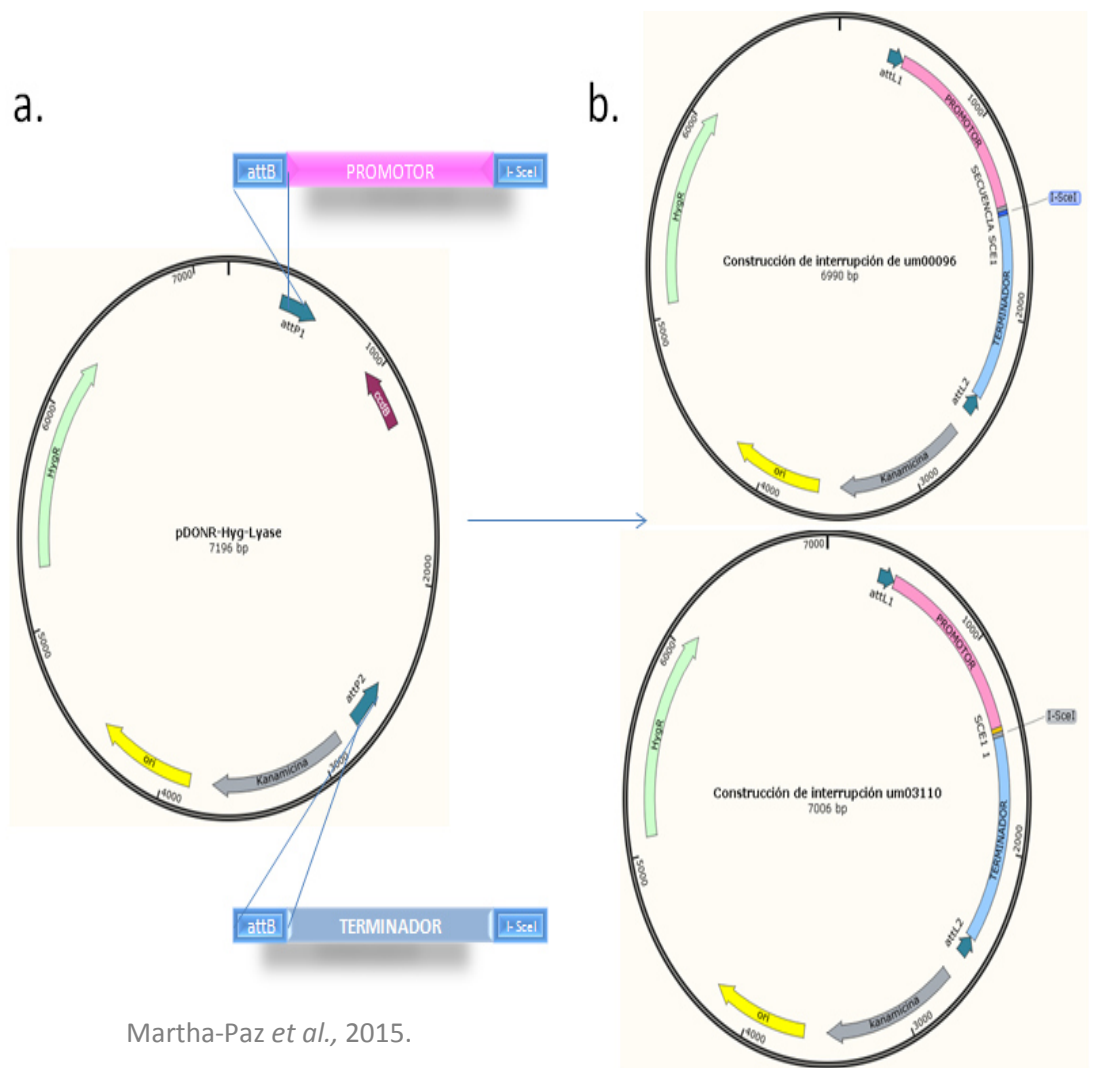 a.
attB PROMOTOR I-SceI
7000
attP1
1000
ccdB
6000
HygR
pDONR-Hyg-Lyase
7196 bp
2000
5000
attP2
3000
Kanamicina
ori
4000
attB TERMINADOR I-SceI
Martha-Paz et al., 2015.
b.
attL1
PROMOTOR
1000
6000
HygR
SECUENCIA SCE1
I-SceI
Construcción de interrupción de um00096
6990 bp
2000
TERMINADOR
5000
attL2
Kanamicina
3000
ori
4000
7000
attL1
PROMOTOR
1000
6000
HygR
SCE1 1
I-SceI
Construcción de interrupción um03110
7006 bp
2000
TERMINADOR
5000
attL2
kanamicina
3000
ori
4000